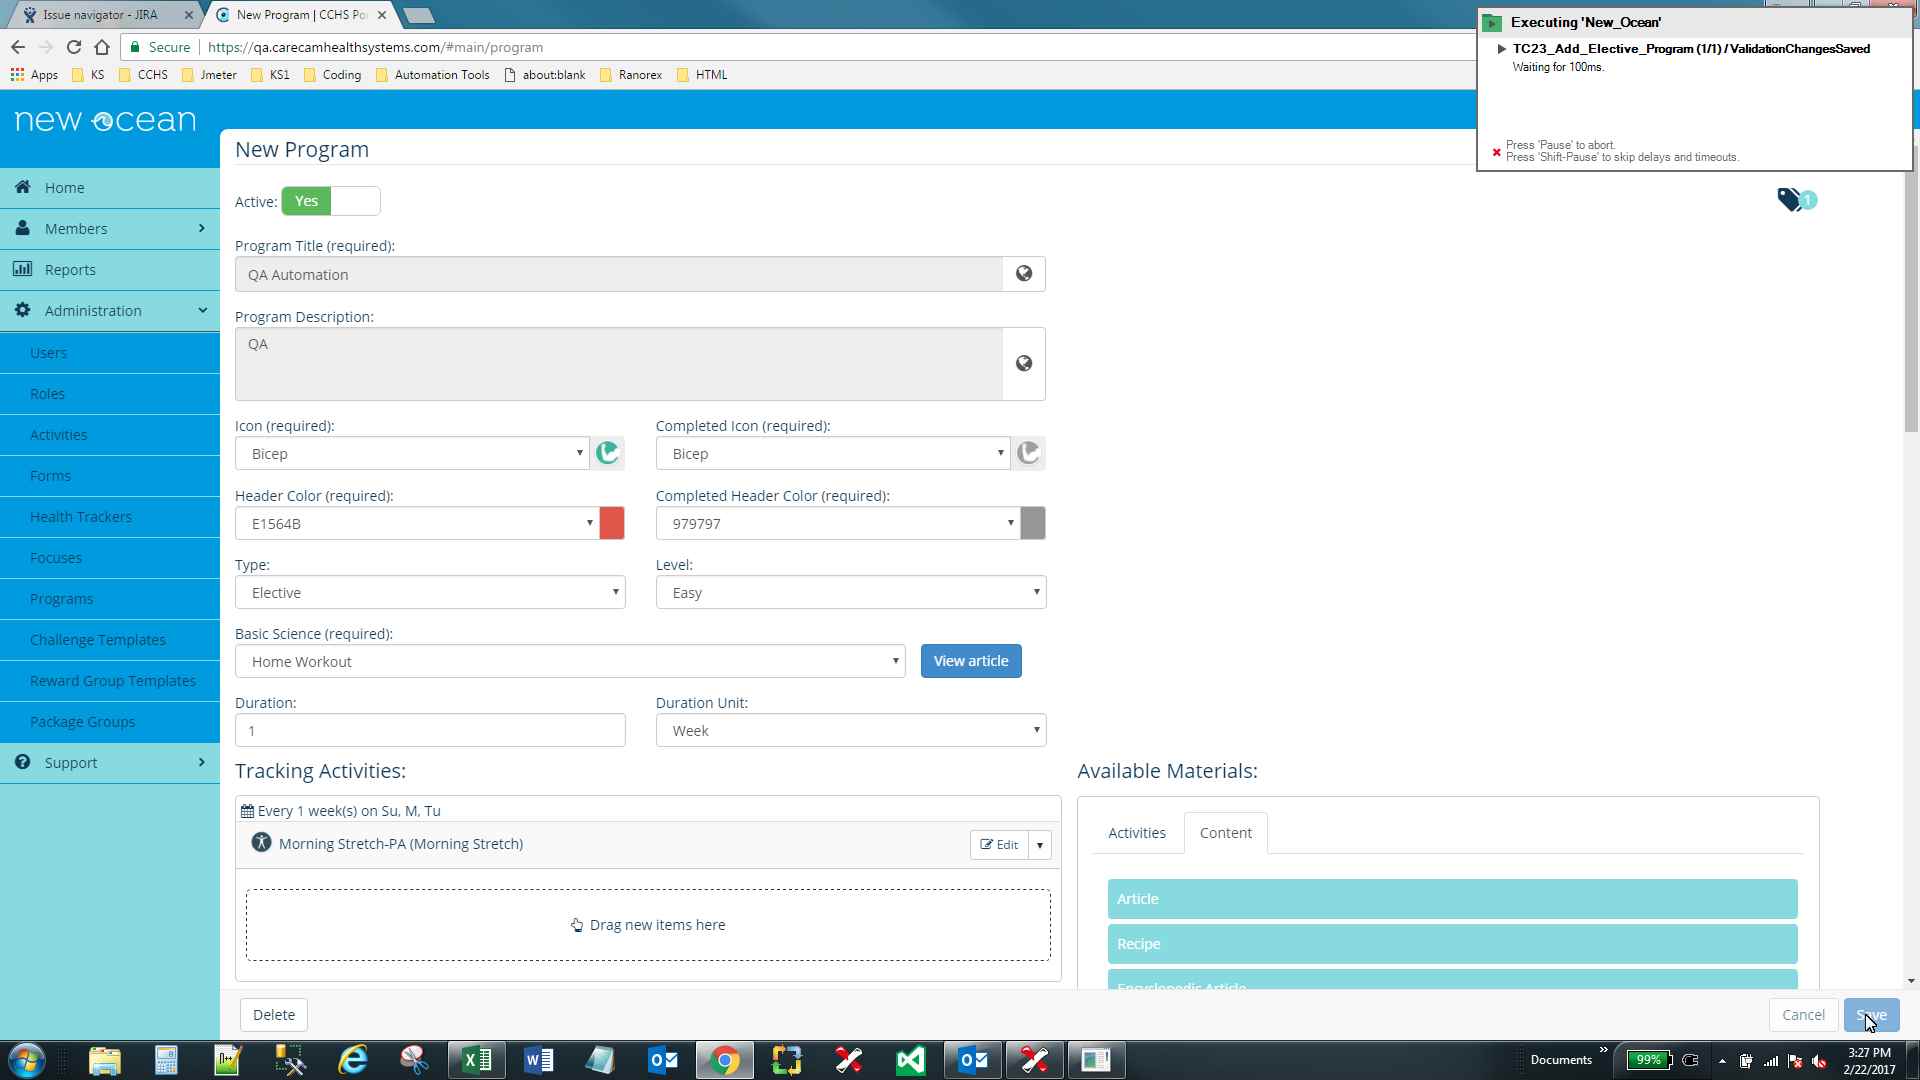 Issue navigator - JIRA
New Program | CCHS Po
Secure
https://qa.carecamhealthsystems.com/#main/program
Apps
KS
CCHS
Jmeter
KS1
Coding
Automation Tools
about:blank
Ranorex
HTML
Executing 'New_Ocean'
TC23_Add_Elective_Program (1/1) / ValidationChangesSaved
Waiting for 100ms.
Press 'Pause' to abort.
Press 'Shift-Pause' to skip delays and timeouts.
new ocean
Home
Members
Reports
Administration
Users
Roles
Activities
Forms
Health Trackers
Focuses
Programs
Challenge Templates
Reward Group Templates
Package Groups
Support
New Program
Active: Yes
1
Program Title (required):
QA Automation
Program Description:
QA
Icon (required):
Completed Icon (required):
Bicep
Bicep
Header Color (required):
Completed Header Color (required):
E1564B
979797
Type:
Level:
Elective
Easy
Basic Science (required):
Home Workout
View article
Duration:
Duration Unit:
1
Week
Tracking Activities:
Available Materials:
Every 1 week(s) on Su, M, Tu
Morning Stretch-PA (Morning Stretch)
Edit
Drag new items here
Activities
Content
Article
Recipe
Encyclopedic Article
Delete
Cancel
Save
Documents
99%
3:27 PM
2/22/2017